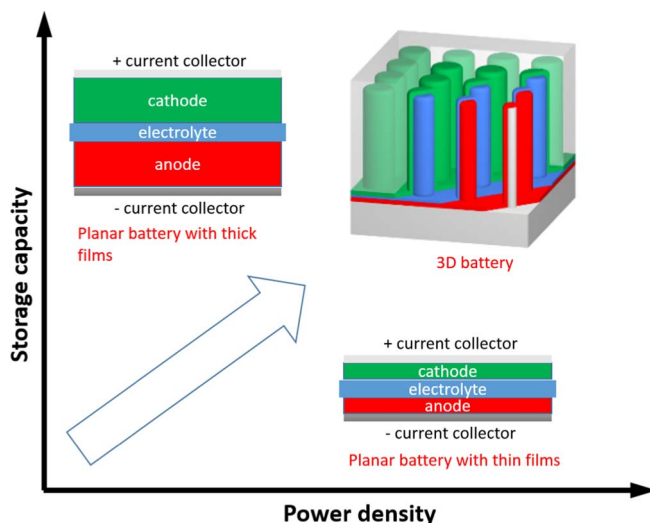 + current collector
cathode
electrolyte
anode
- current collector
Planar battery with thick
films
3D battery
+ current collector
cathode
electrolyte
anode
- current collector
Planar battery with thin films
Storage capacity
Power density